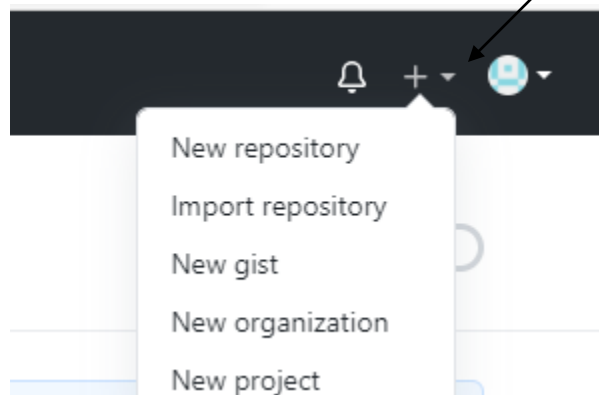 New repository
Import repository
New gist
New organization
New project